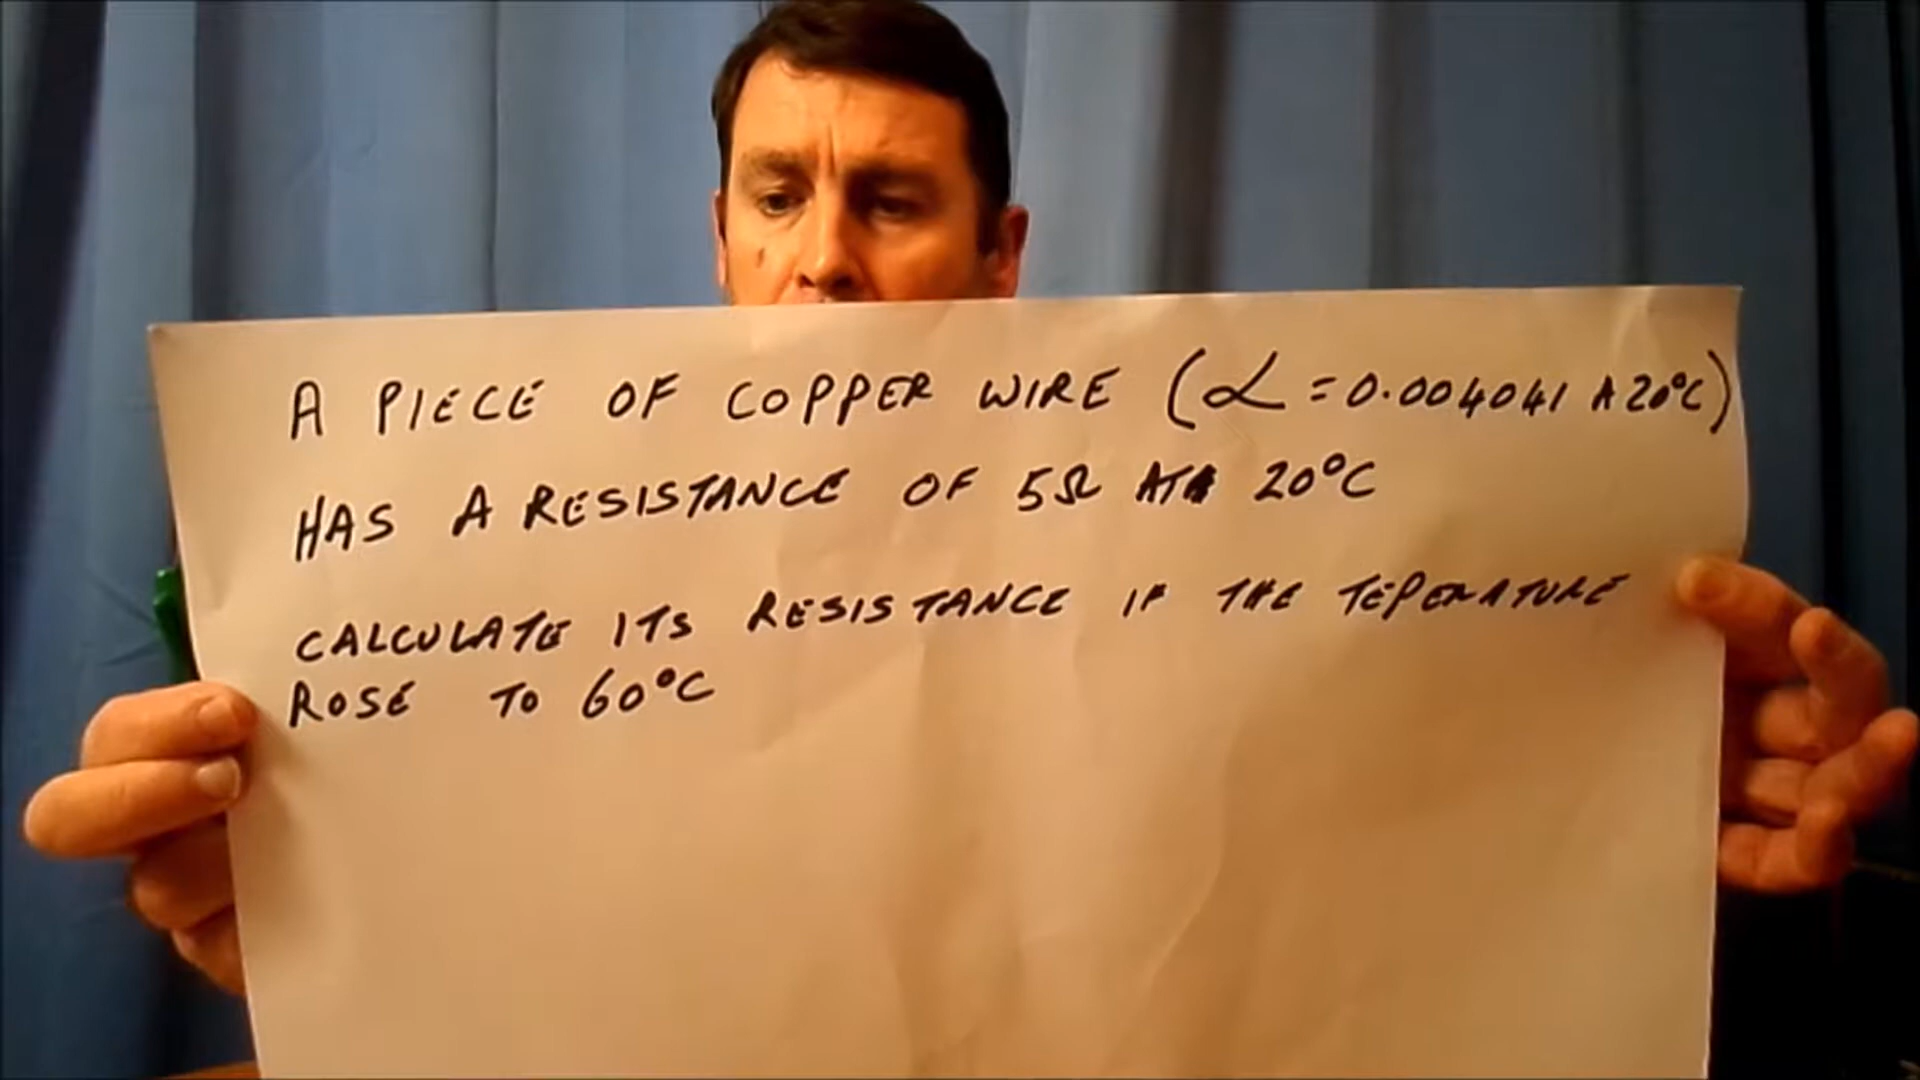 A PIECE OF COPPER WIRE (α = 0.004041 A 20°C)
HAS A RESISTANCE OF 5Ω AT 20°C
CALCULATE ITS RESISTANCE IF THE TEPERATURE
ROSE TO 60°C